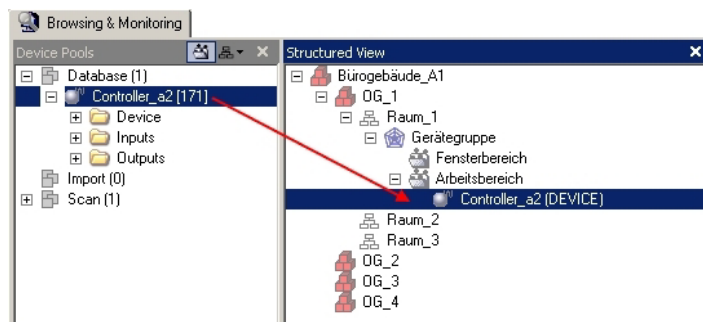 Browsing & Monitoring
Device Pools
Database (1)
Controller_a2 [171]
Device
Inputs
Outputs
Import (0)
Scan (1)
Structured View
Bürogebäude_A1
OG_1
Raum_1
Gerätegruppe
Fensterbereich
Arbeitsbereich
Controller_a2 (DEVICE)
Raum_2
Raum_3
OG_2
OG_3
OG_4